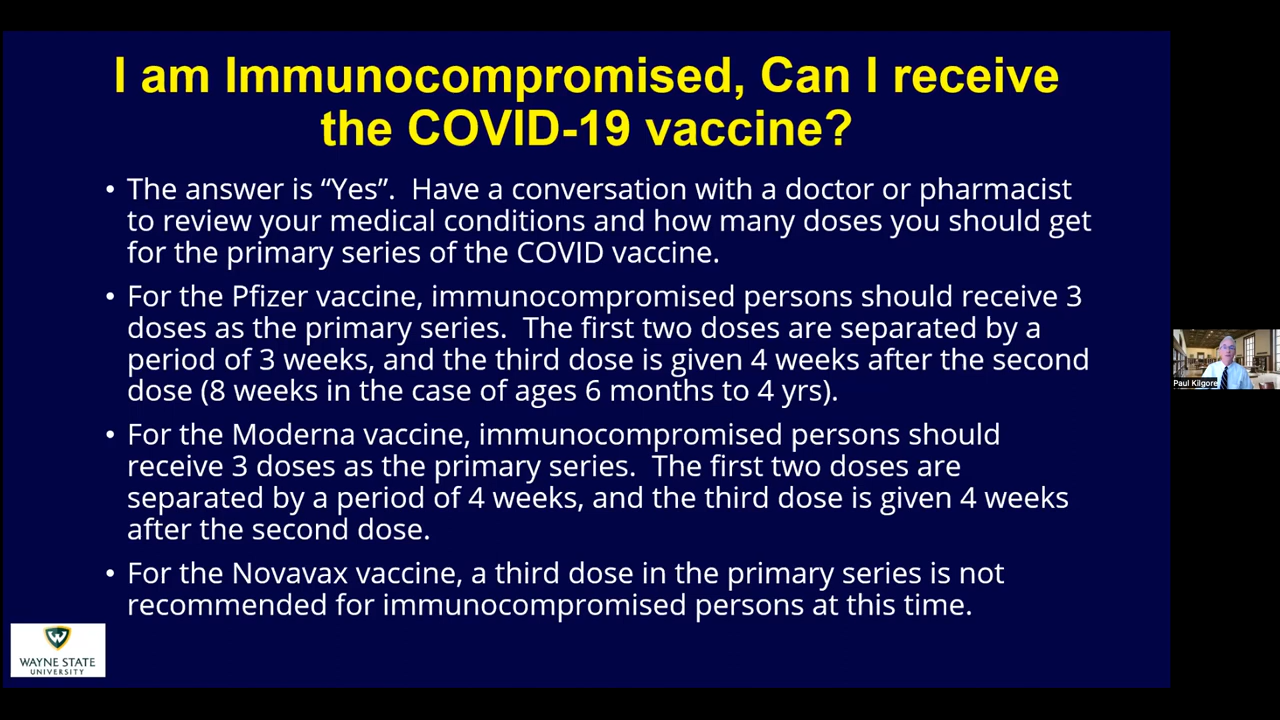 I am Immunocompromised, Can I receive
the COVID-19 vaccine?
• The answer is “Yes”.  Have a conversation with a doctor or pharmacist
to review your medical conditions and how many doses you should get
for the primary series of the COVID vaccine.
• For the Pfizer vaccine, immunocompromised persons should receive 3
doses as the primary series.  The first two doses are separated by a
period of 3 weeks, and the third dose is given 4 weeks after the second
dose (8 weeks in the case of ages 6 months to 4 yrs).
• For the Moderna vaccine, immunocompromised persons should
receive 3 doses as the primary series.  The first two doses are
separated by a period of 4 weeks, and the third dose is given 4 weeks
after the second dose.
• For the Novavax vaccine, a third dose in the primary series is not
recommended for immunocompromised persons at this time.
WAYNE STATE
UNIVERSITY
Paul Kilgore